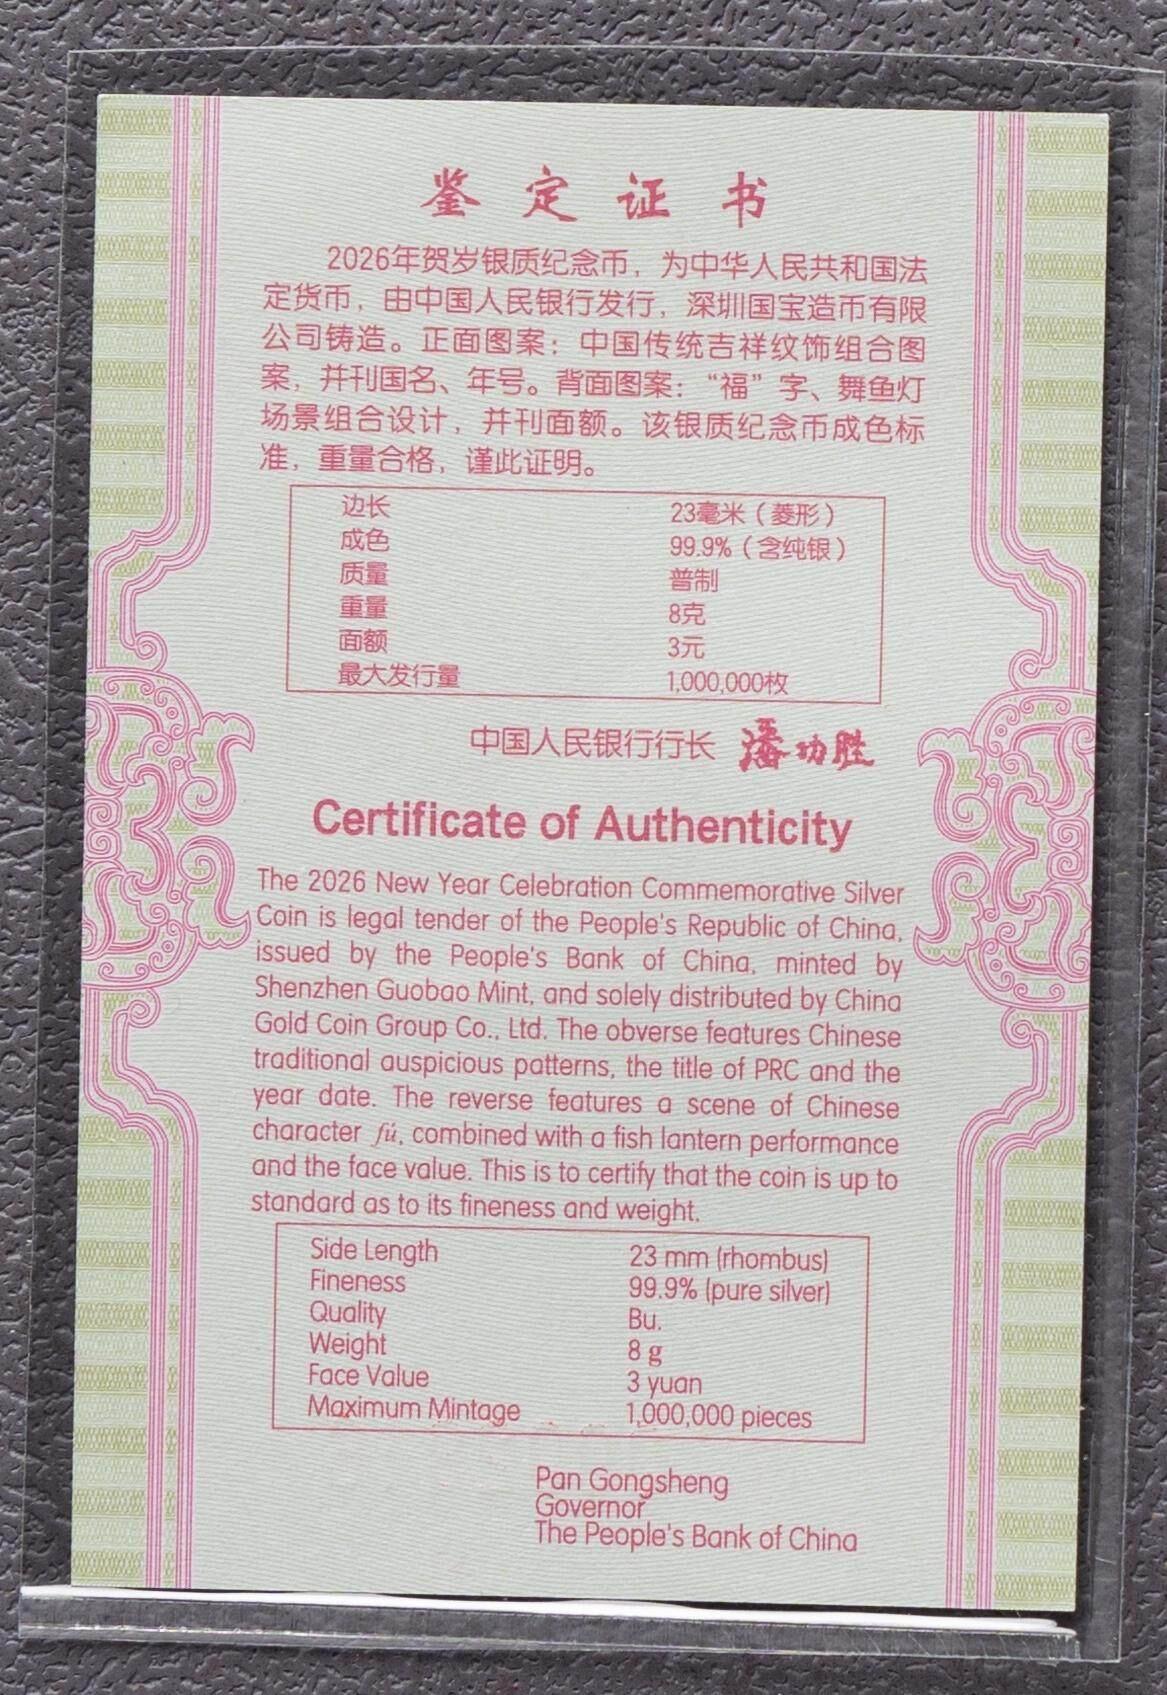 鉴定证书
2026年贺岁银质纪念币，为中华人民共和国法
定货币，由中国人民银行发行，深圳国宝造币有限
公司铸造。正面图案：中国传统吉祥纹饰组合图
案，并刊国名、年号。背面图案：“福”字、舞鱼灯
场景组合设计，并刊面额。该银质纪念币成色标
准，重量合格，谨此证明。
边长 23毫米（菱形）
成色 99.9%（含纯银）
质量 普制
重量 8克
面额 3元
最大发行量 1,000,000枚
中国人民银行行长 潘功胜
Certificate of Authenticity
The 2026 New Year Celebration Commemorative Silver
Coin is legal tender of the People's Republic of China,
issued by the People's Bank of China, minted by
Shenzhen Guobao Mint, and solely distributed by China
Gold Coin Group Co., Ltd. The obverse features Chinese
traditional auspicious patterns, the title of PRC and the
year date. The reverse features a scene of Chinese
character fú, combined with a fish lantern performance
and the face value. This is to certify that the coin is up to
standard as to its fineness and weight.
Side Length 23 mm (rhombus)
Fineness 99.9% (pure silver)
Quality Bu.
Weight 8 g
Face Value 3 yuan
Maximum Mintage 1,000,000 pieces
Pan Gongsheng
Governor
The People's Bank of China